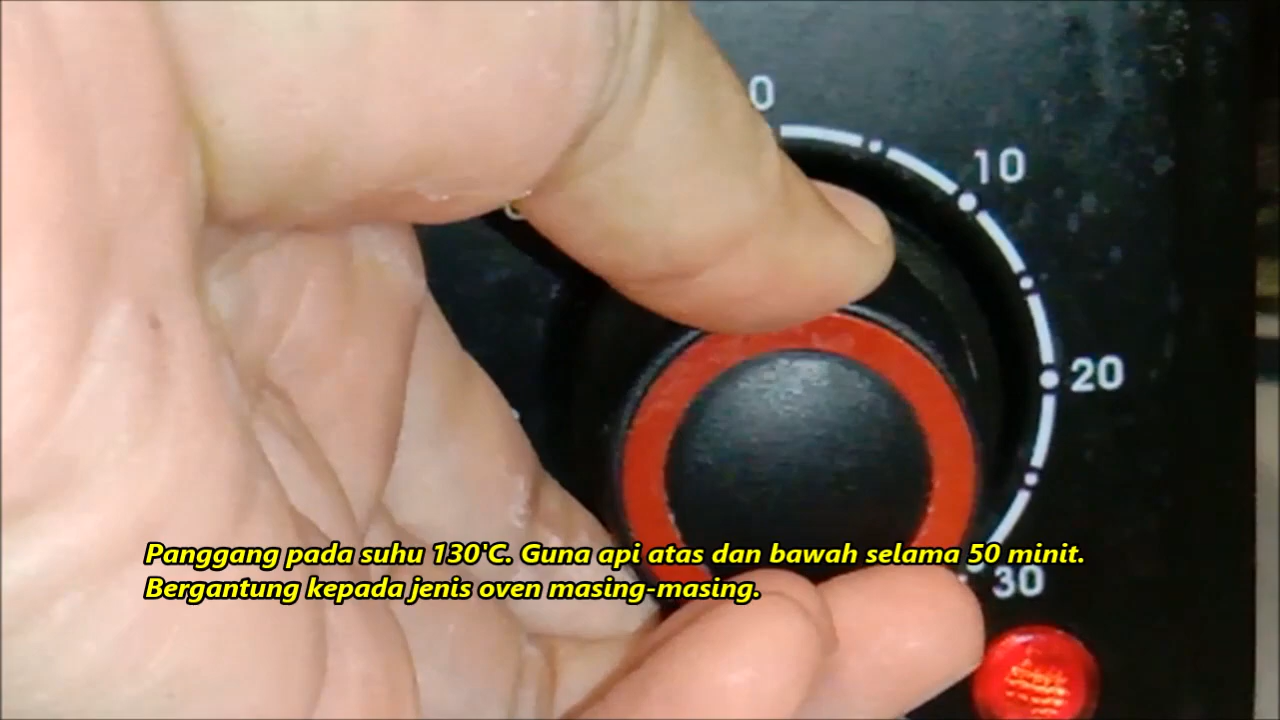 0
10
20
30
Panggang pada suhu 130'C. Guna api atas dan bawah selama 50 minit.
Bergantung kepada jenis oven masing-masing.